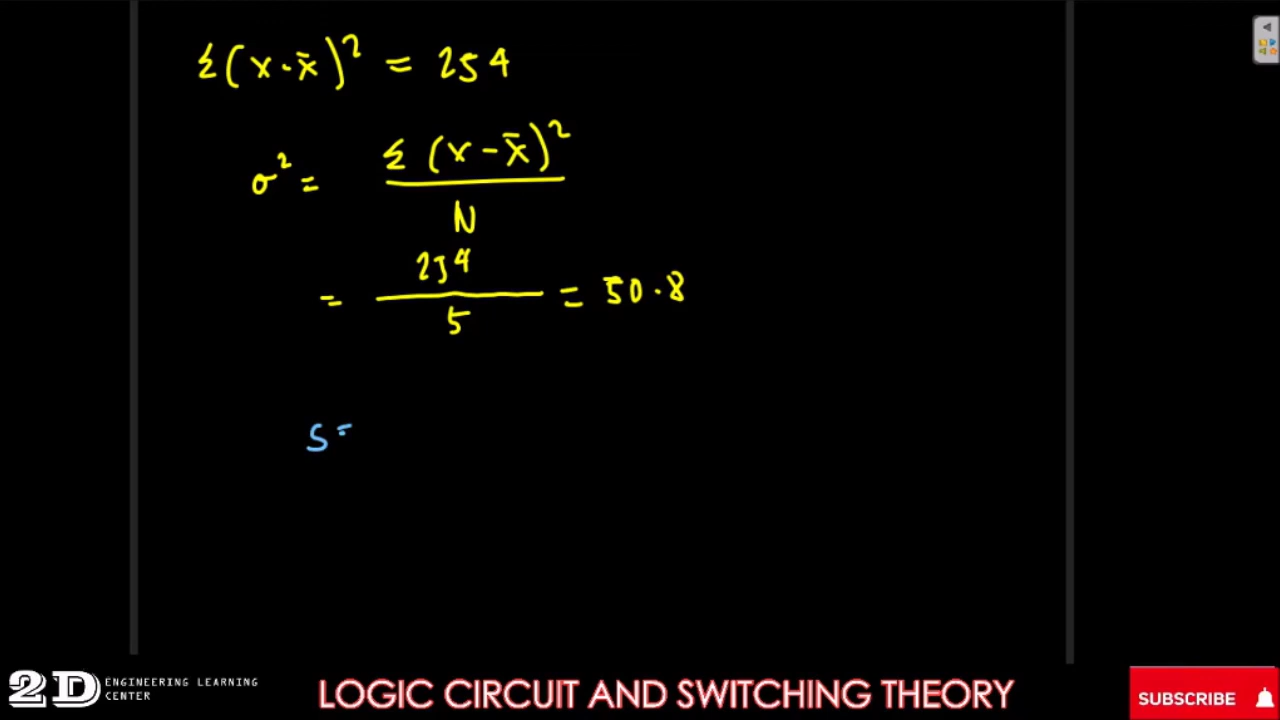 Σ(x-x̄)² = 254
σ² = Σ(x-x̄)² / N
= 254 / 5 = 50.8
S =
2D ENGINEERING LEARNING CENTER
LOGIC CIRCUIT AND SWITCHING THEORY
SUBSCRIBE